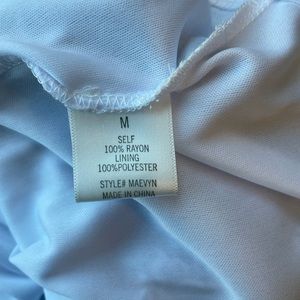 M
SELF
100% RAYON
LINING
100%POLYESTER
STYLE# MAEVYN
MADE IN CHINA